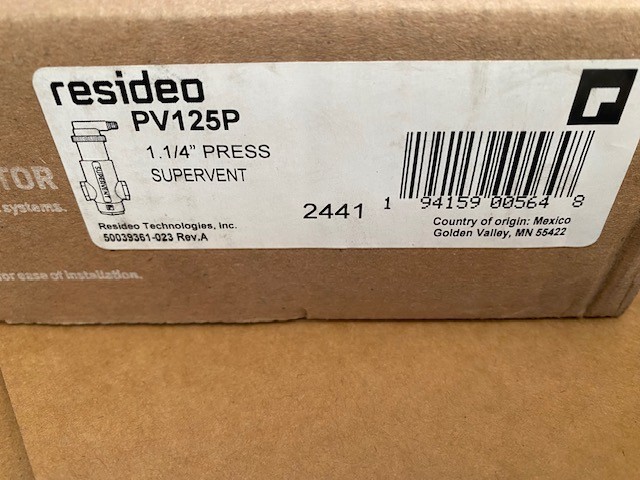 resideo
PV125P
1.1/4" PRESS
SUPERVENT
SUPERVENT
2441
1 94159 00564 8
Resideo Technologies, Inc.
50039361-023 Rev.A
Country of origin: Mexico
Golden Valley, MN 55422
TOR
systems.
for ease of installation.